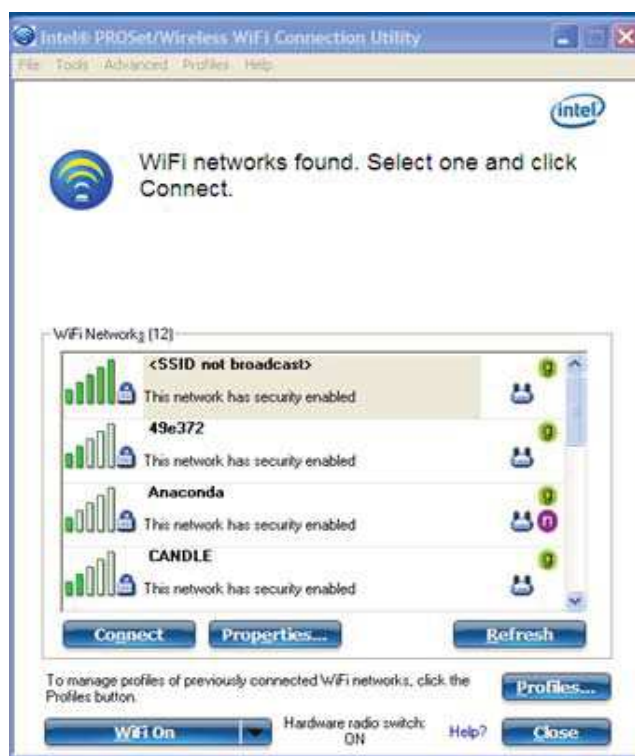 Intel® PROSet/Wireless WiFi Connection Utility
File Tools Advanced Profiles Help
intel
WiFi networks found. Select one and click
Connect.
WiFi Networks (12)
<SSID not broadcast>
g
This network has security enabled
49e372
g
This network has security enabled
Anaconda
g
This network has security enabled
n
CANDLE
g
This network has security enabled
Connect Properties... Refresh
To manage profiles of previously connected WiFi networks, click the
Profiles button.
Profiles...
WiFi On
Hardware radio switch:
ON
Help?
Close